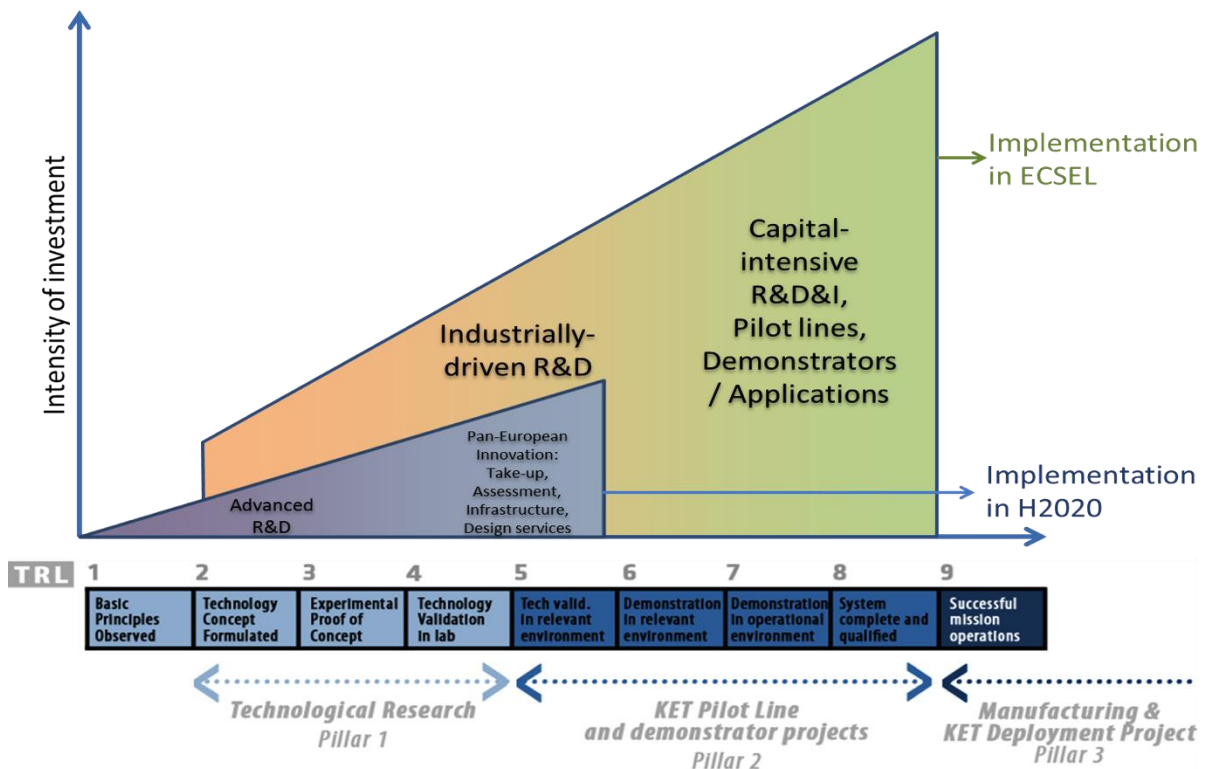 Intensity of investment
Implementation
in ECSEL
Capital-
intensive
R&D&I,
Pilot lines,
Demonstrators
/ Applications
Industrially-
driven R&D
Pan-European
Innovation:
Take-up,
Assessment,
Infrastructure,
Design services
Advanced
R&D
Implementation
in H2020
TRL 1 2 3 4 5 6 7 8 9
Basic
Principles
Observed
Technology
Concept
Formulated
Experimental
Proof of
Concept
Technology
Validation
In lab
Tech valid.
In relevant
environment
Demonstration
In relevant
environment
Demonstration
In operational
environment
System
complete and
qualified
Successful
mission
operations
Technological Research
Pillar 1
KET Pilot Line
and demonstrator projects
Pillar 2
Manufacturing &
KET Deployment Project
Pillar 3